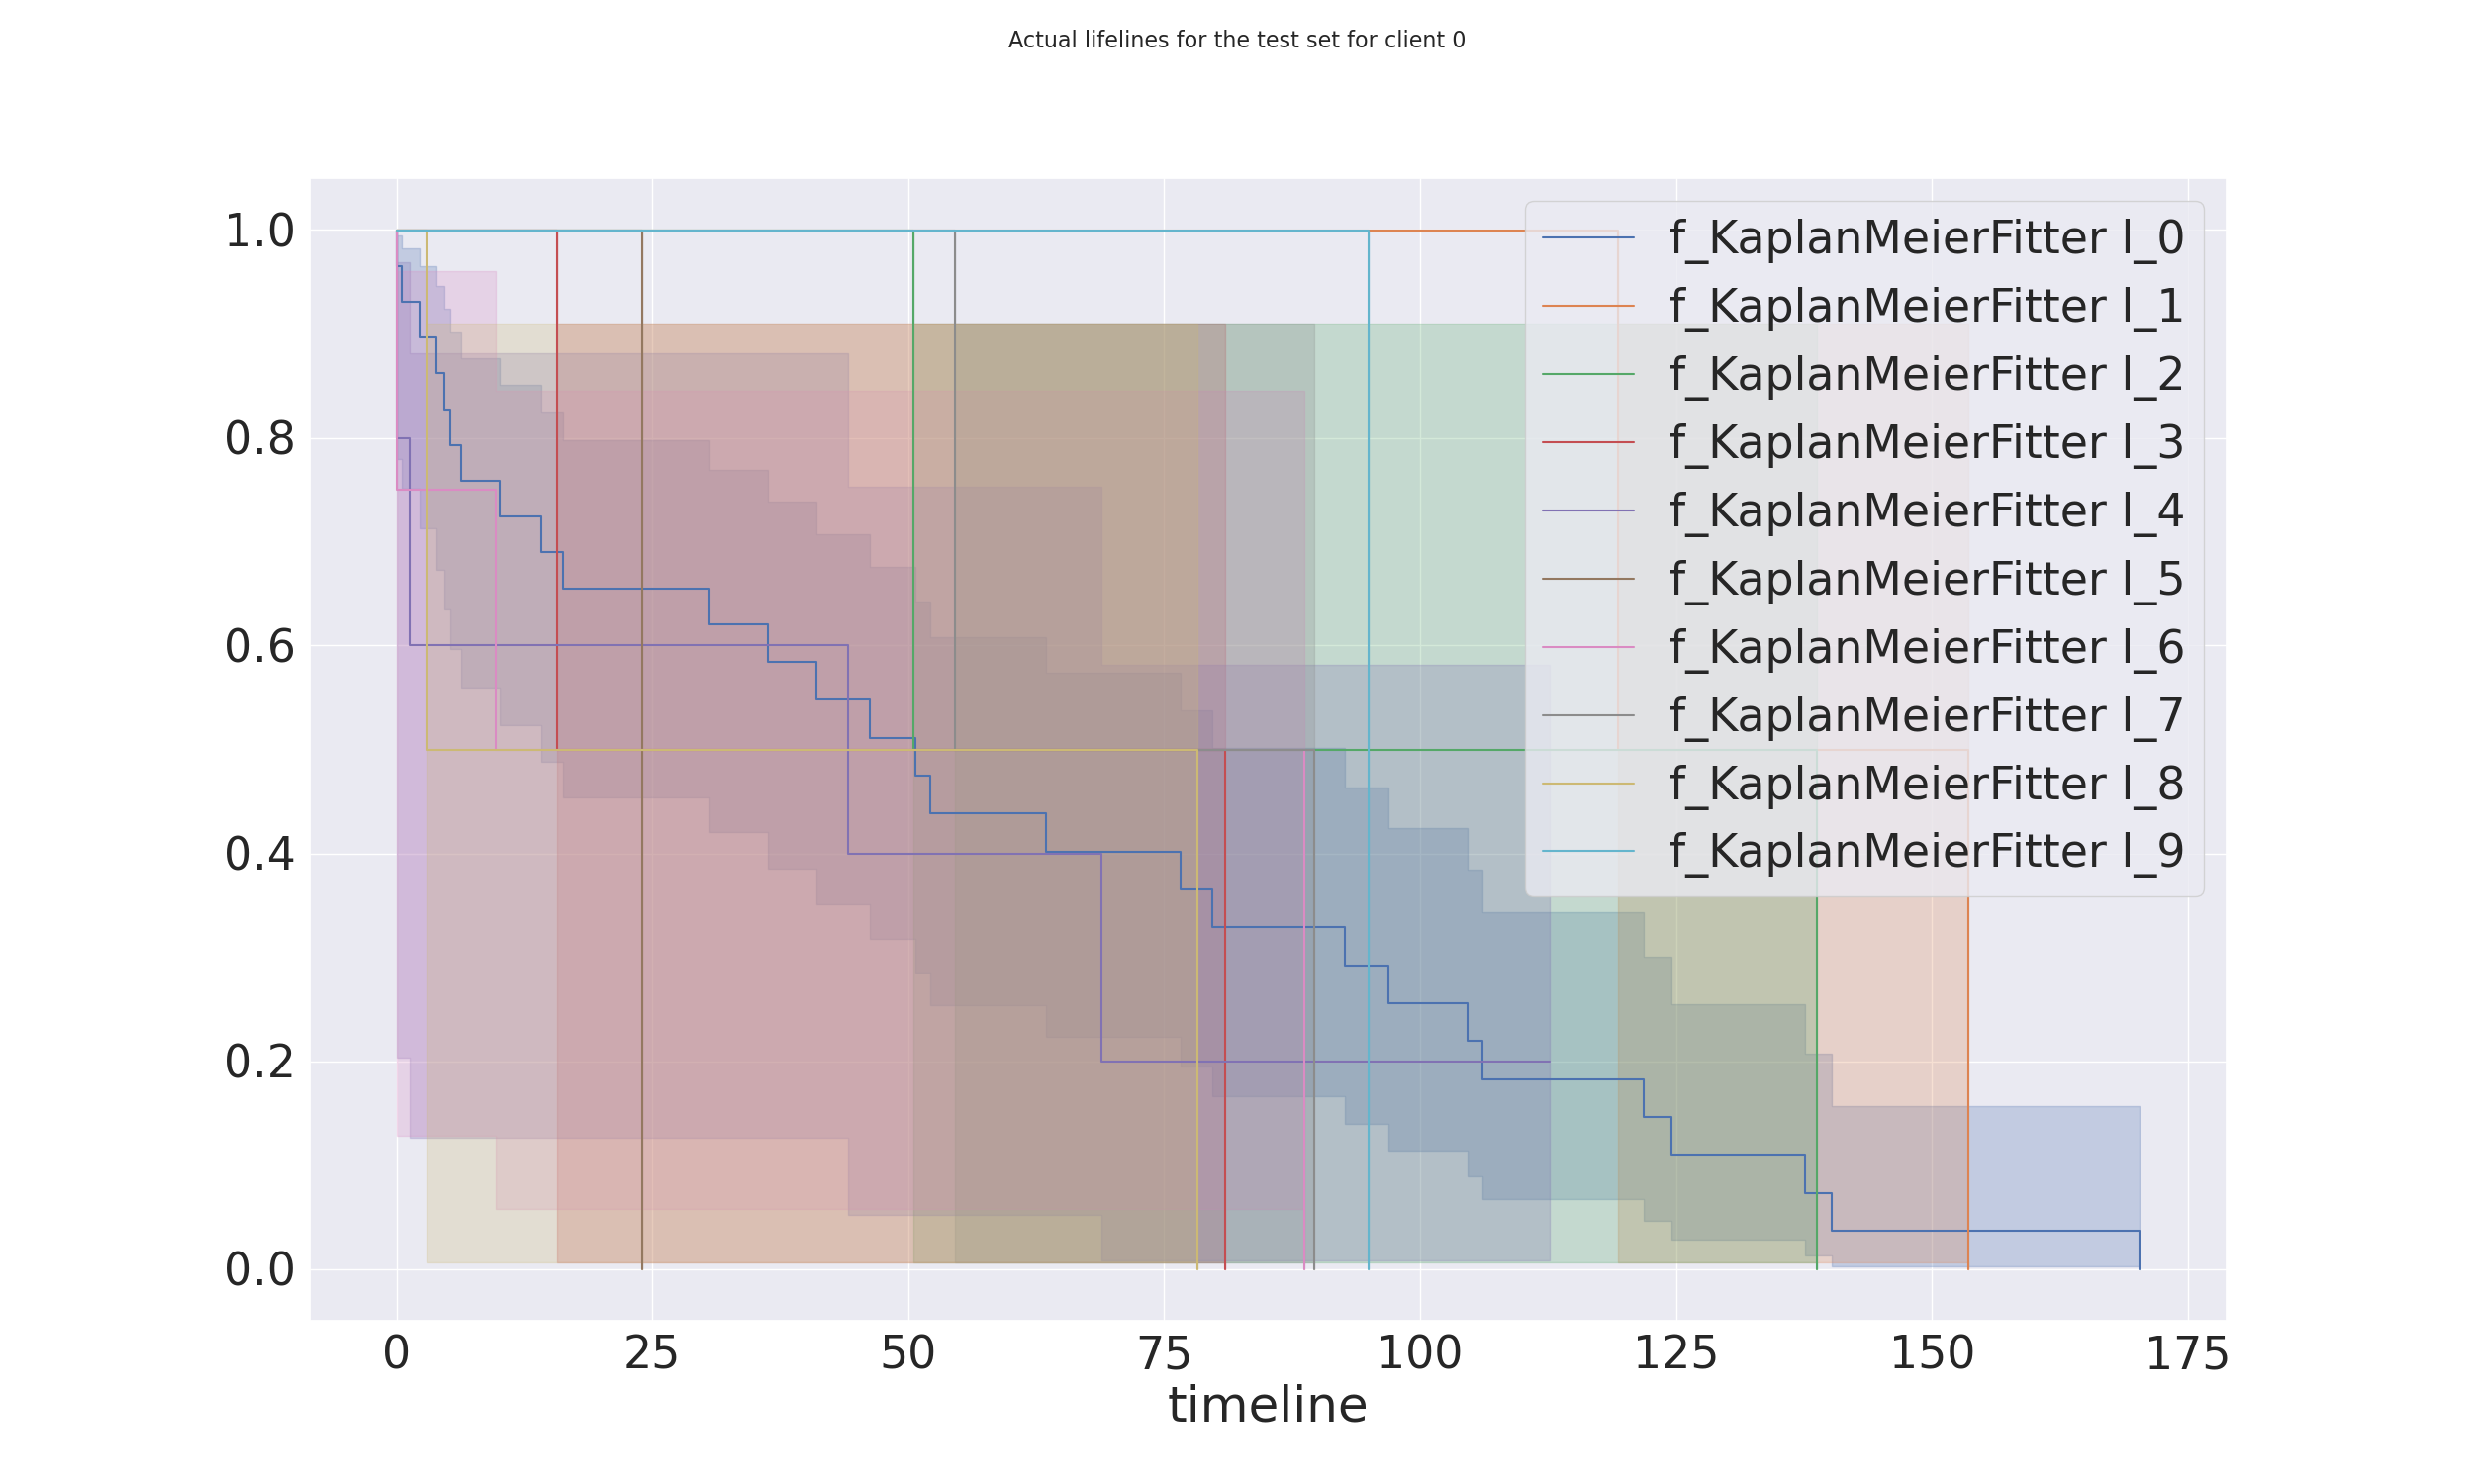 Actual lifelines for the test set for client 0
1.0
0.8
0.6
0.4
0.2
0.0
f_KaplanMeierFitter l_0
f_KaplanMeierFitter l_1
f_KaplanMeierFitter l_2
f_KaplanMeierFitter l_3
f_KaplanMeierFitter l_4
f_KaplanMeierFitter l_5
f_KaplanMeierFitter l_6
f_KaplanMeierFitter l_7
f_KaplanMeierFitter l_8
f_KaplanMeierFitter l_9
0 25 50 75 100 125 150 175
timeline